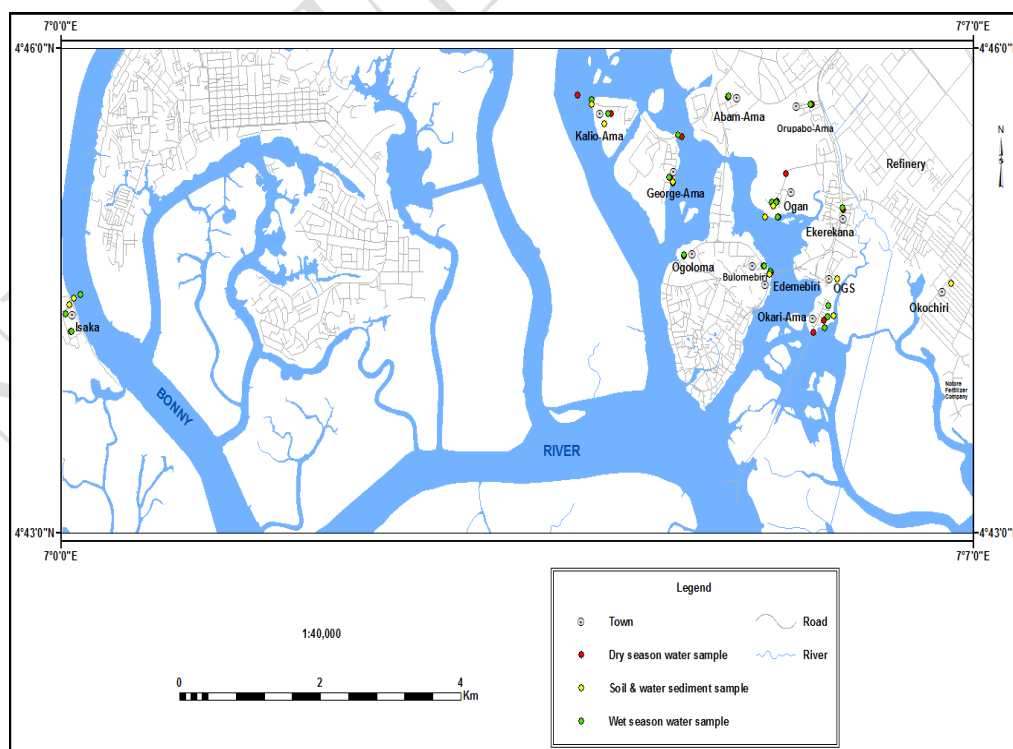 7°0'0"E
7°7'0"E
4°46'0"N
4°46'0"N
N
Abam-Ama
Orupabo-Ama
Kalio-Ama
Refinery
George-Ama
Ogan
Ekerekana
Ogoloma
Bulomebiri
Edemebiri
OGS
Okochiri
Isaka
Okari-Ama
Notore
Fertilizer
Company
BONNY
RIVER
4°43'0"N
4°43'0"N
7°0'0"E
7°7'0"E
Legend
Town
Road
1:40,000
Dry season water sample
River
0
2
4
Km
Soil & water sediment sample
Wet season water sample